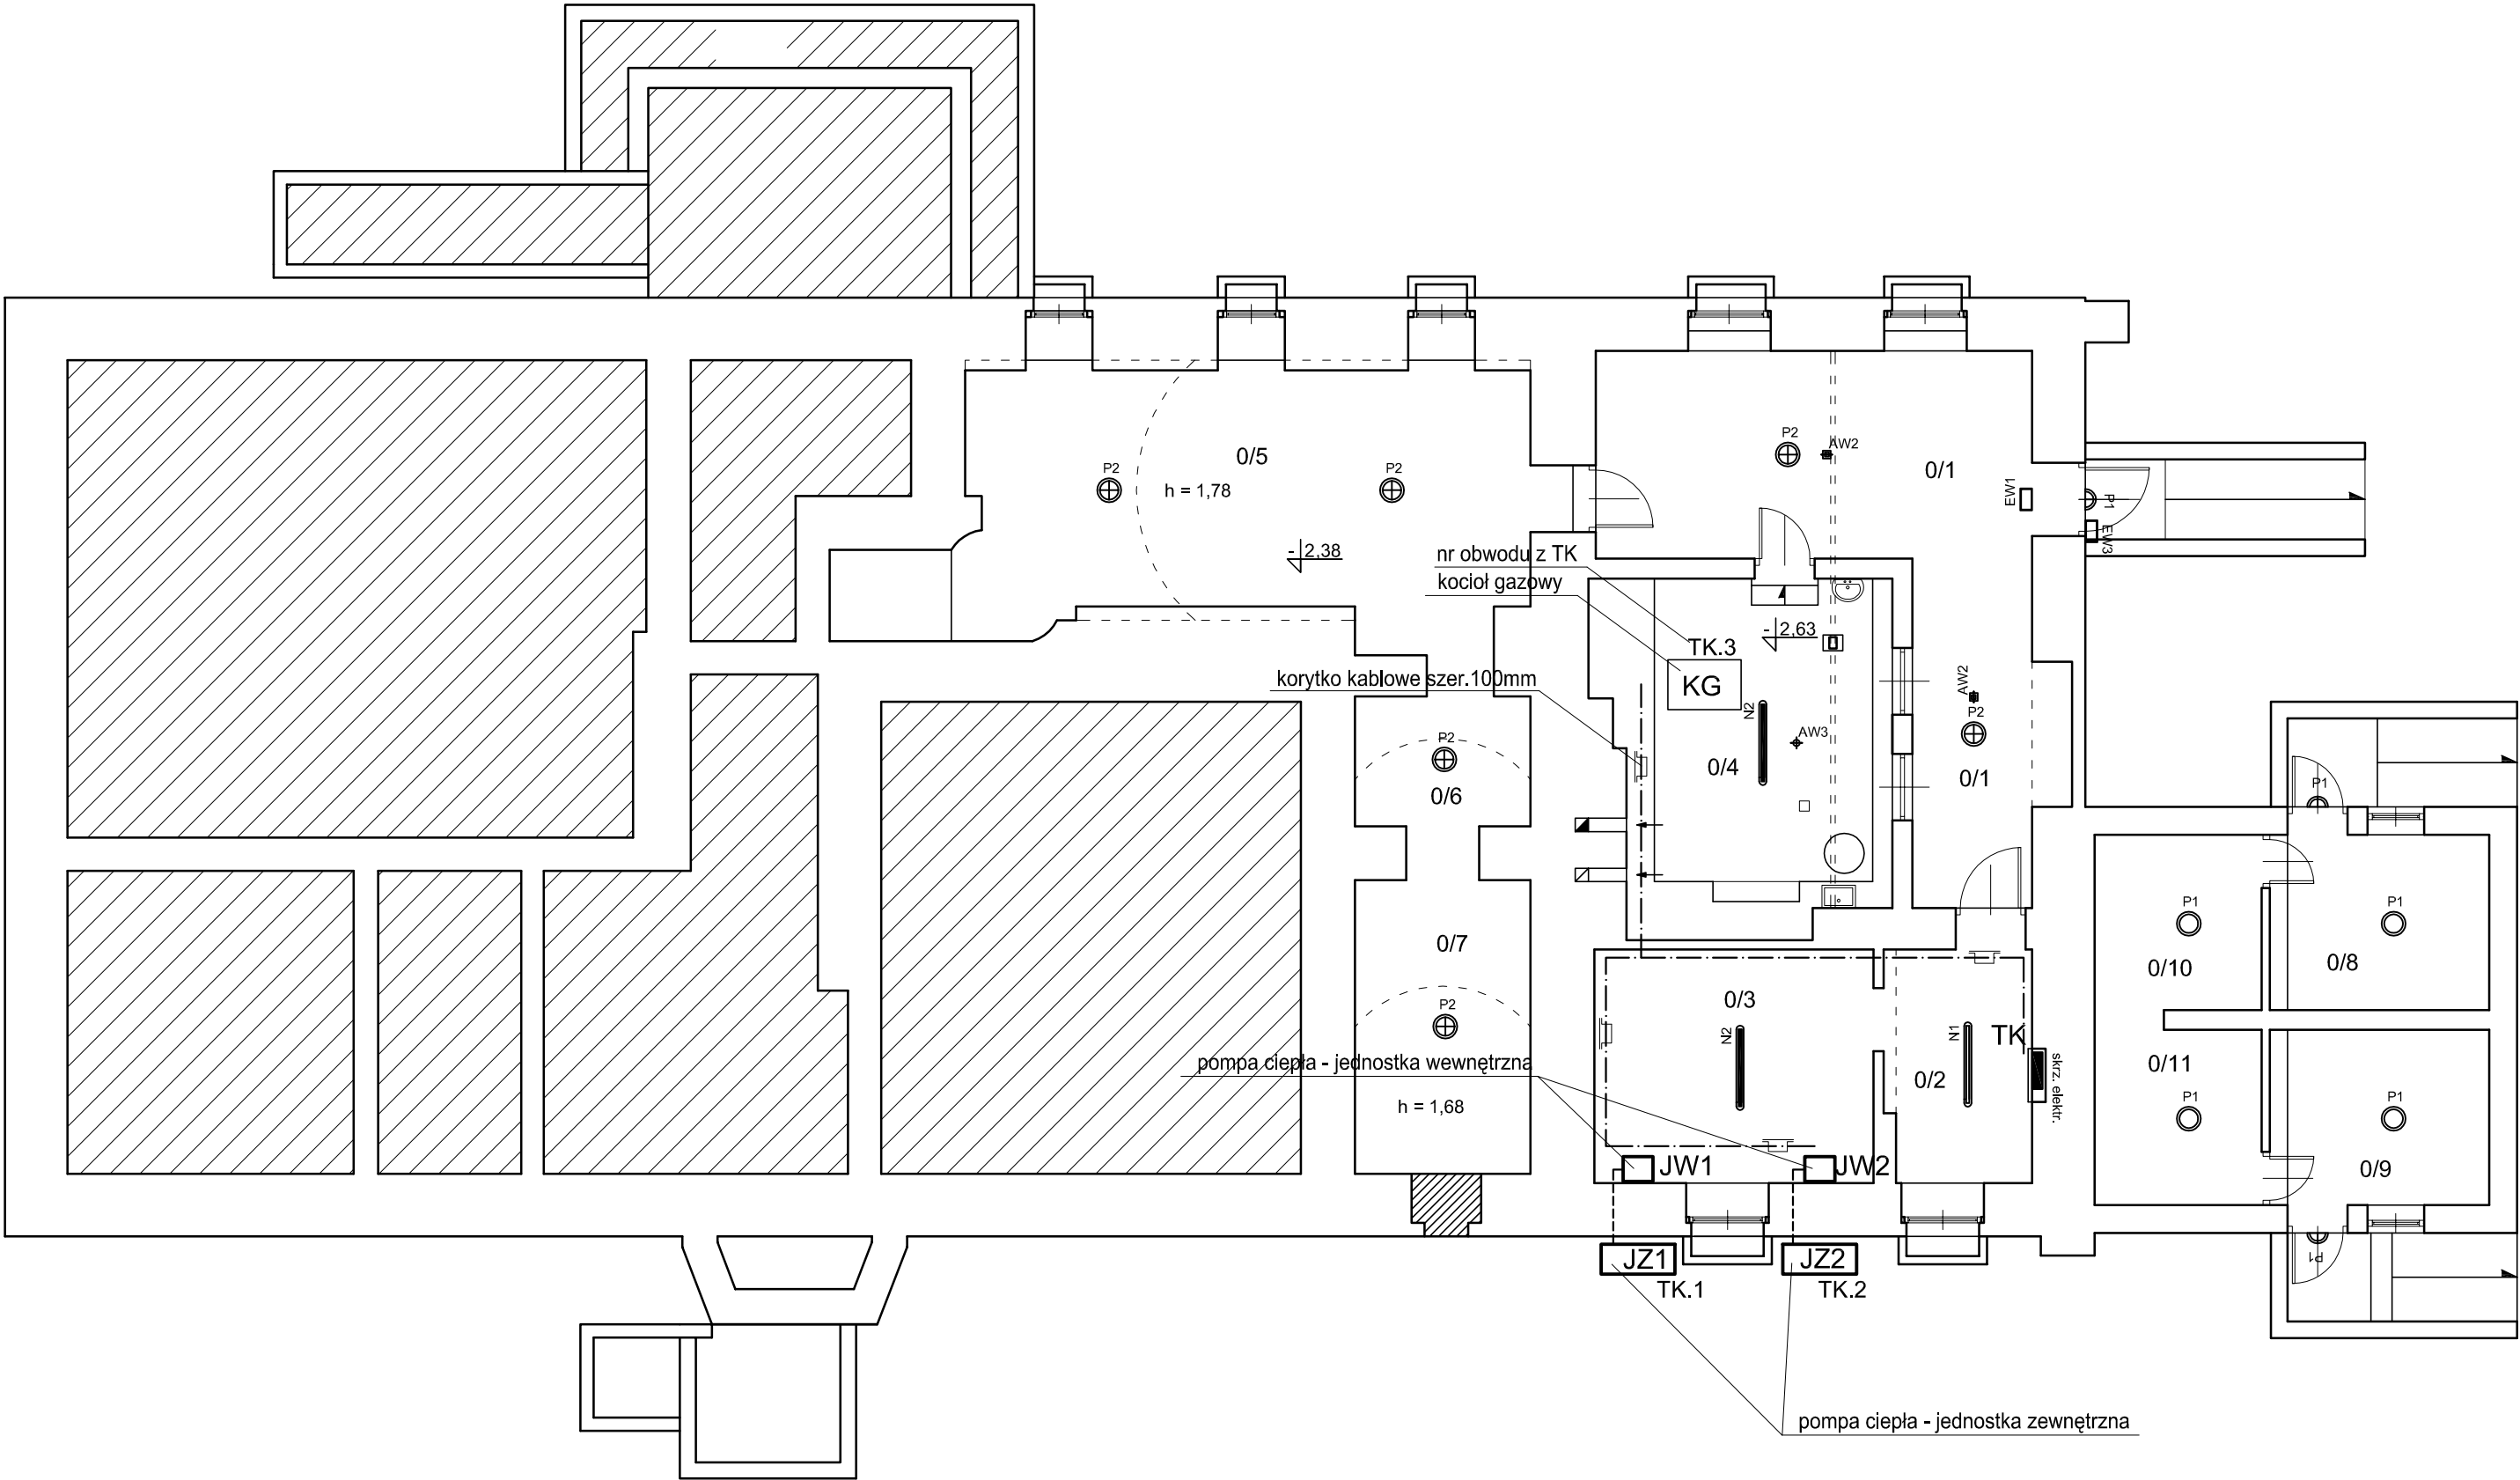 P2
AW2
0/5
P2
P2
0/1
h = 1,78
EW1
P1
EW3
- 2,38
nr obwodu z TK
kocioł gazowy
- 2,63
TK.3
korytko kablowe szer.100mm
KG
AW2
N2
P2
AW3
P2
0/4
0/1
P1
0/6
P1
P1
0/7
0/8
0/10
0/3
P2
N2
N1
TK
skrz. elektr.
pompa ciepła - jednostka wewnętrzna
0/11
0/2
P1
P1
h = 1,68
JW1
JW2
0/9
JZ1
JZ2
P1
TK.1
TK.2
pompa ciepła - jednostka zewnętrzna